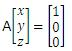 A[x y z] = [1 0 0]